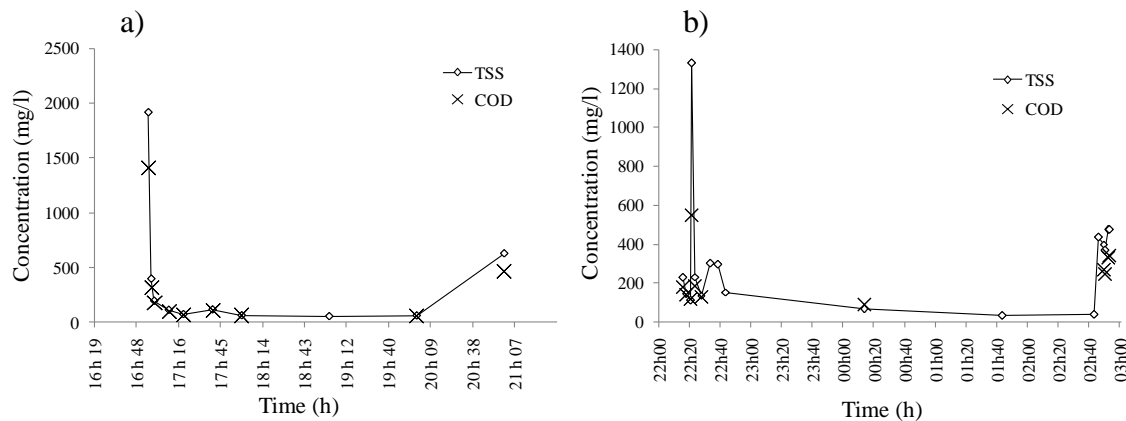 a)
2500
2000
1500
1000
500
0
Concentration (mg/l)
TSS
COD
16 h 19
16 h 48
17 h 16
17 h 45
18 h 14
18 h 43
19 h 12
19 h 40
20 h 09
20 h 38
21 h 07
Time (h)
b)
1400
1200
1000
800
600
400
200
0
Concentration (mg/l)
TSS
COD
22h00
22h20
22h40
23h00
23h20
23h40
00h00
00h20
00h40
01h00
01h20
01h40
02h00
02h20
02h40
03h00
Time (h)